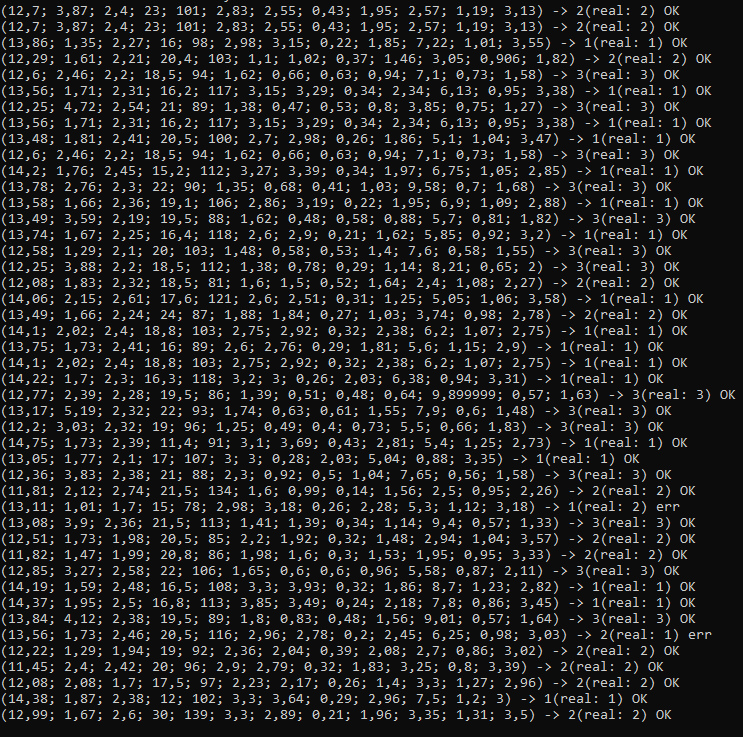 (12,7; 3,87; 2,4; 23; 101; 2,83; 2,55; 0,43; 1,95; 2,57; 1,19; 3,13) -> 2(real: 2) OK
(12,7; 3,87; 2,4; 23; 101; 2,83; 2,55; 0,43; 1,95; 2,57; 1,19; 3,13) -> 2(real: 2) OK
(13,86; 1,35; 2,27; 16; 98; 2,98; 3,15; 0,22; 1,85; 7,22; 1,01; 3,55) -> 1(real: 1) OK
(12,29; 1,61; 2,21; 20,4; 103; 1,1; 1,02; 0,37; 1,46; 3,05; 0,906; 1,82) -> 2(real: 2) OK
(12,6; 2,46; 2,2; 18,5; 94; 1,62; 0,66; 0,63; 0,94; 7,1; 0,73; 1,58) -> 3(real: 3) OK
(13,56; 1,71; 2,31; 16,2; 117; 3,15; 3,29; 0,34; 2,34; 6,13; 0,95; 3,38) -> 1(real: 1) OK
(12,25; 4,72; 2,54; 21; 89; 1,38; 0,47; 0,53; 0,8; 3,85; 0,75; 1,27) -> 3(real: 3) OK
(13,56; 1,71; 2,31; 16,2; 117; 3,15; 3,29; 0,34; 2,34; 6,13; 0,95; 3,38) -> 1(real: 1) OK
(13,48; 1,81; 2,41; 20,5; 100; 2,7; 2,98; 0,26; 1,86; 5,1; 1,04; 3,47) -> 1(real: 1) OK
(12,6; 2,46; 2,2; 18,5; 94; 1,62; 0,66; 0,63; 0,94; 7,1; 0,73; 1,58) -> 3(real: 3) OK
(14,2; 1,76; 2,45; 15,2; 112; 3,27; 3,39; 0,34; 1,97; 6,75; 1,05; 2,85) -> 1(real: 1) OK
(13,78; 2,76; 2,3; 22; 90; 1,35; 0,68; 0,41; 1,03; 9,58; 0,7; 1,68) -> 3(real: 3) OK
(13,58; 1,66; 2,36; 19,1; 106; 2,86; 3,19; 0,22; 1,95; 6,9; 1,09; 2,88) -> 1(real: 1) OK
(13,49; 3,59; 2,19; 19,5; 88; 1,62; 0,48; 0,58; 0,88; 5,7; 0,81; 1,82) -> 3(real: 3) OK
(13,74; 1,67; 2,25; 16,4; 118; 2,6; 2,9; 0,21; 1,62; 5,85; 0,92; 3,2) -> 1(real: 1) OK
(12,58; 1,29; 2,1; 20; 103; 1,48; 0,58; 0,53; 1,4; 7,6; 0,58; 1,55) -> 3(real: 3) OK
(12,25; 3,88; 2,2; 18,5; 112; 1,38; 0,78; 0,29; 1,14; 8,21; 0,65; 2) -> 3(real: 3) OK
(12,08; 1,83; 2,32; 18,5; 81; 1,6; 1,5; 0,52; 1,64; 2,4; 1,08; 2,27) -> 2(real: 2) OK
(14,06; 2,15; 2,61; 17,6; 121; 2,6; 2,51; 0,31; 1,25; 5,05; 1,06; 3,58) -> 1(real: 1) OK
(13,49; 1,66; 2,24; 24; 87; 1,88; 1,84; 0,27; 1,03; 3,74; 0,98; 2,78) -> 2(real: 2) OK
(14,1; 2,02; 2,4; 18,8; 103; 2,75; 2,92; 0,32; 2,38; 6,2; 1,07; 2,75) -> 1(real: 1) OK
(13,75; 1,73; 2,41; 16; 89; 2,6; 2,76; 0,29; 1,81; 5,6; 1,15; 2,9) -> 1(real: 1) OK
(14,1; 2,02; 2,4; 18,8; 103; 2,75; 2,92; 0,32; 2,38; 6,2; 1,07; 2,75) -> 1(real: 1) OK
(14,22; 1,7; 2,3; 16,3; 118; 3,2; 3; 0,26; 2,03; 6,38; 0,94; 3,31) -> 1(real: 1) OK
(12,77; 2,39; 2,28; 19,5; 86; 1,39; 0,51; 0,48; 0,64; 9,899999; 0,57; 1,63) -> 3(real: 3) OK
(13,17; 5,19; 2,32; 22; 93; 1,74; 0,63; 0,61; 1,55; 7,9; 0,6; 1,48) -> 3(real: 3) OK
(12,2; 3,03; 2,32; 19; 96; 1,25; 0,49; 0,4; 0,73; 5,5; 0,66; 1,83) -> 3(real: 3) OK
(14,75; 1,73; 2,39; 11,4; 91; 3,1; 3,69; 0,43; 2,81; 5,4; 1,25; 2,73) -> 1(real: 1) OK
(13,05; 1,77; 2,1; 17; 107; 3; 3; 0,28; 2,03; 5,04; 0,88; 3,35) -> 1(real: 1) OK
(12,36; 3,83; 2,38; 21; 88; 2,3; 0,92; 0,5; 1,04; 7,65; 0,56; 1,58) -> 3(real: 3) OK
(11,81; 2,12; 2,74; 21,5; 134; 1,6; 0,99; 0,14; 1,56; 2,5; 0,95; 2,26) -> 2(real: 2) OK
(13,11; 1,01; 1,7; 15; 78; 2,98; 3,18; 0,26; 2,28; 5,3; 1,12; 3,18) -> 1(real: 2) err
(13,08; 3,9; 2,36; 21,5; 113; 1,41; 1,39; 0,34; 1,14; 9,4; 0,57; 1,33) -> 3(real: 3) OK
(12,51; 1,73; 1,98; 20,5; 85; 2,2; 1,92; 0,32; 1,48; 2,94; 1,04; 3,57) -> 2(real: 2) OK
(11,82; 1,47; 1,99; 20,8; 86; 1,98; 1,6; 0,3; 1,53; 1,95; 0,95; 3,33) -> 2(real: 2) OK
(12,85; 3,27; 2,58; 22; 106; 1,65; 0,6; 0,6; 0,96; 5,58; 0,87; 2,11) -> 3(real: 3) OK
(14,19; 1,59; 2,48; 16,5; 108; 3,3; 3,93; 0,32; 1,86; 8,7; 1,23; 2,82) -> 1(real: 1) OK
(14,37; 1,95; 2,5; 16,8; 113; 3,85; 3,49; 0,24; 2,18; 7,8; 0,86; 3,45) -> 1(real: 1) OK
(13,84; 4,12; 2,38; 19,5; 89; 1,8; 0,83; 0,48; 1,56; 9,01; 0,57; 1,64) -> 3(real: 3) OK
(13,56; 1,73; 2,46; 20,5; 116; 2,96; 2,78; 0,2; 2,45; 6,25; 0,98; 3,03) -> 2(real: 1) err
(12,22; 1,29; 1,94; 19; 92; 2,36; 2,04; 0,39; 2,08; 2,7; 0,86; 3,02) -> 2(real: 2) OK
(11,45; 2,4; 2,42; 20; 96; 2,9; 2,79; 0,32; 1,83; 3,25; 0,8; 3,39) -> 2(real: 2) OK
(12,08; 2,08; 1,7; 17,5; 97; 2,23; 2,17; 0,26; 1,4; 3,3; 1,27; 2,96) -> 2(real: 2) OK
(14,38; 1,87; 2,38; 12; 102; 3,3; 3,64; 0,29; 2,96; 7,5; 1,2; 3) -> 1(real: 1) OK
(12,99; 1,67; 2,6; 30; 139; 3,3; 2,89; 0,21; 1,96; 3,35; 1,31; 3,5) -> 2(real: 2) OK